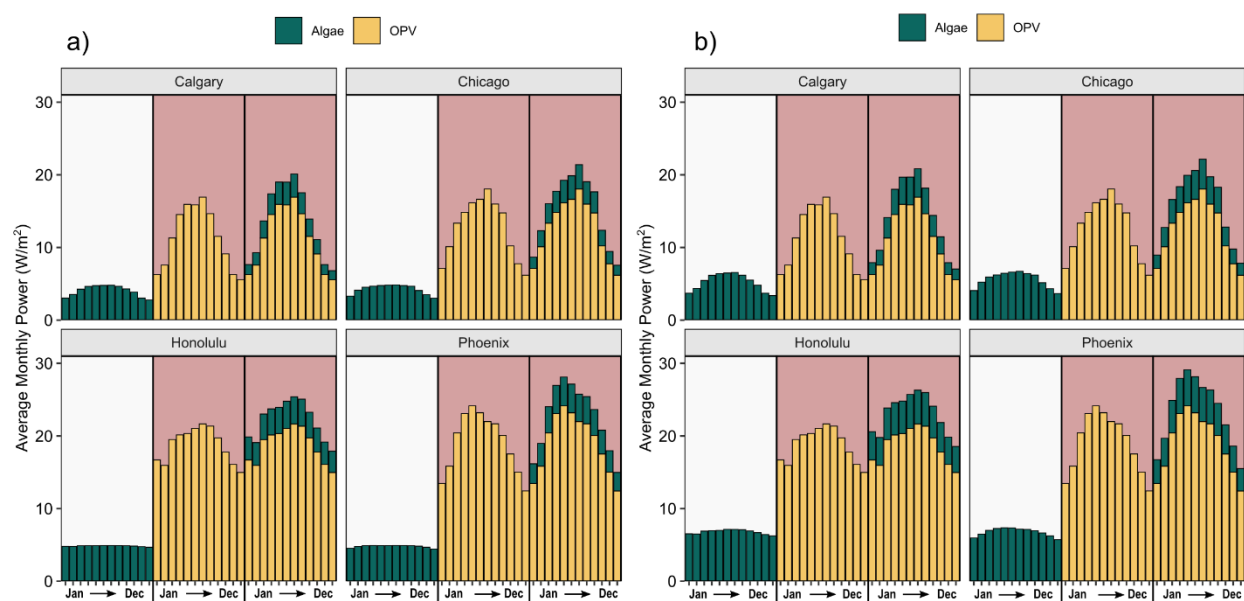 a)
Algae OPV
Average Monthly Power (W/m²)
Calgary Chicago
30
20
10
0
Honolulu Phoenix
30
20
10
0
Jan Dec Jan Dec Jan Dec Jan Dec Jan Dec Jan Dec
b)
Algae OPV
Average Monthly Power (W/m²)
Calgary Chicago
30
20
10
0
Honolulu Phoenix
30
20
10
0
Jan Dec Jan Dec Jan Dec Jan Dec Jan Dec Jan Dec